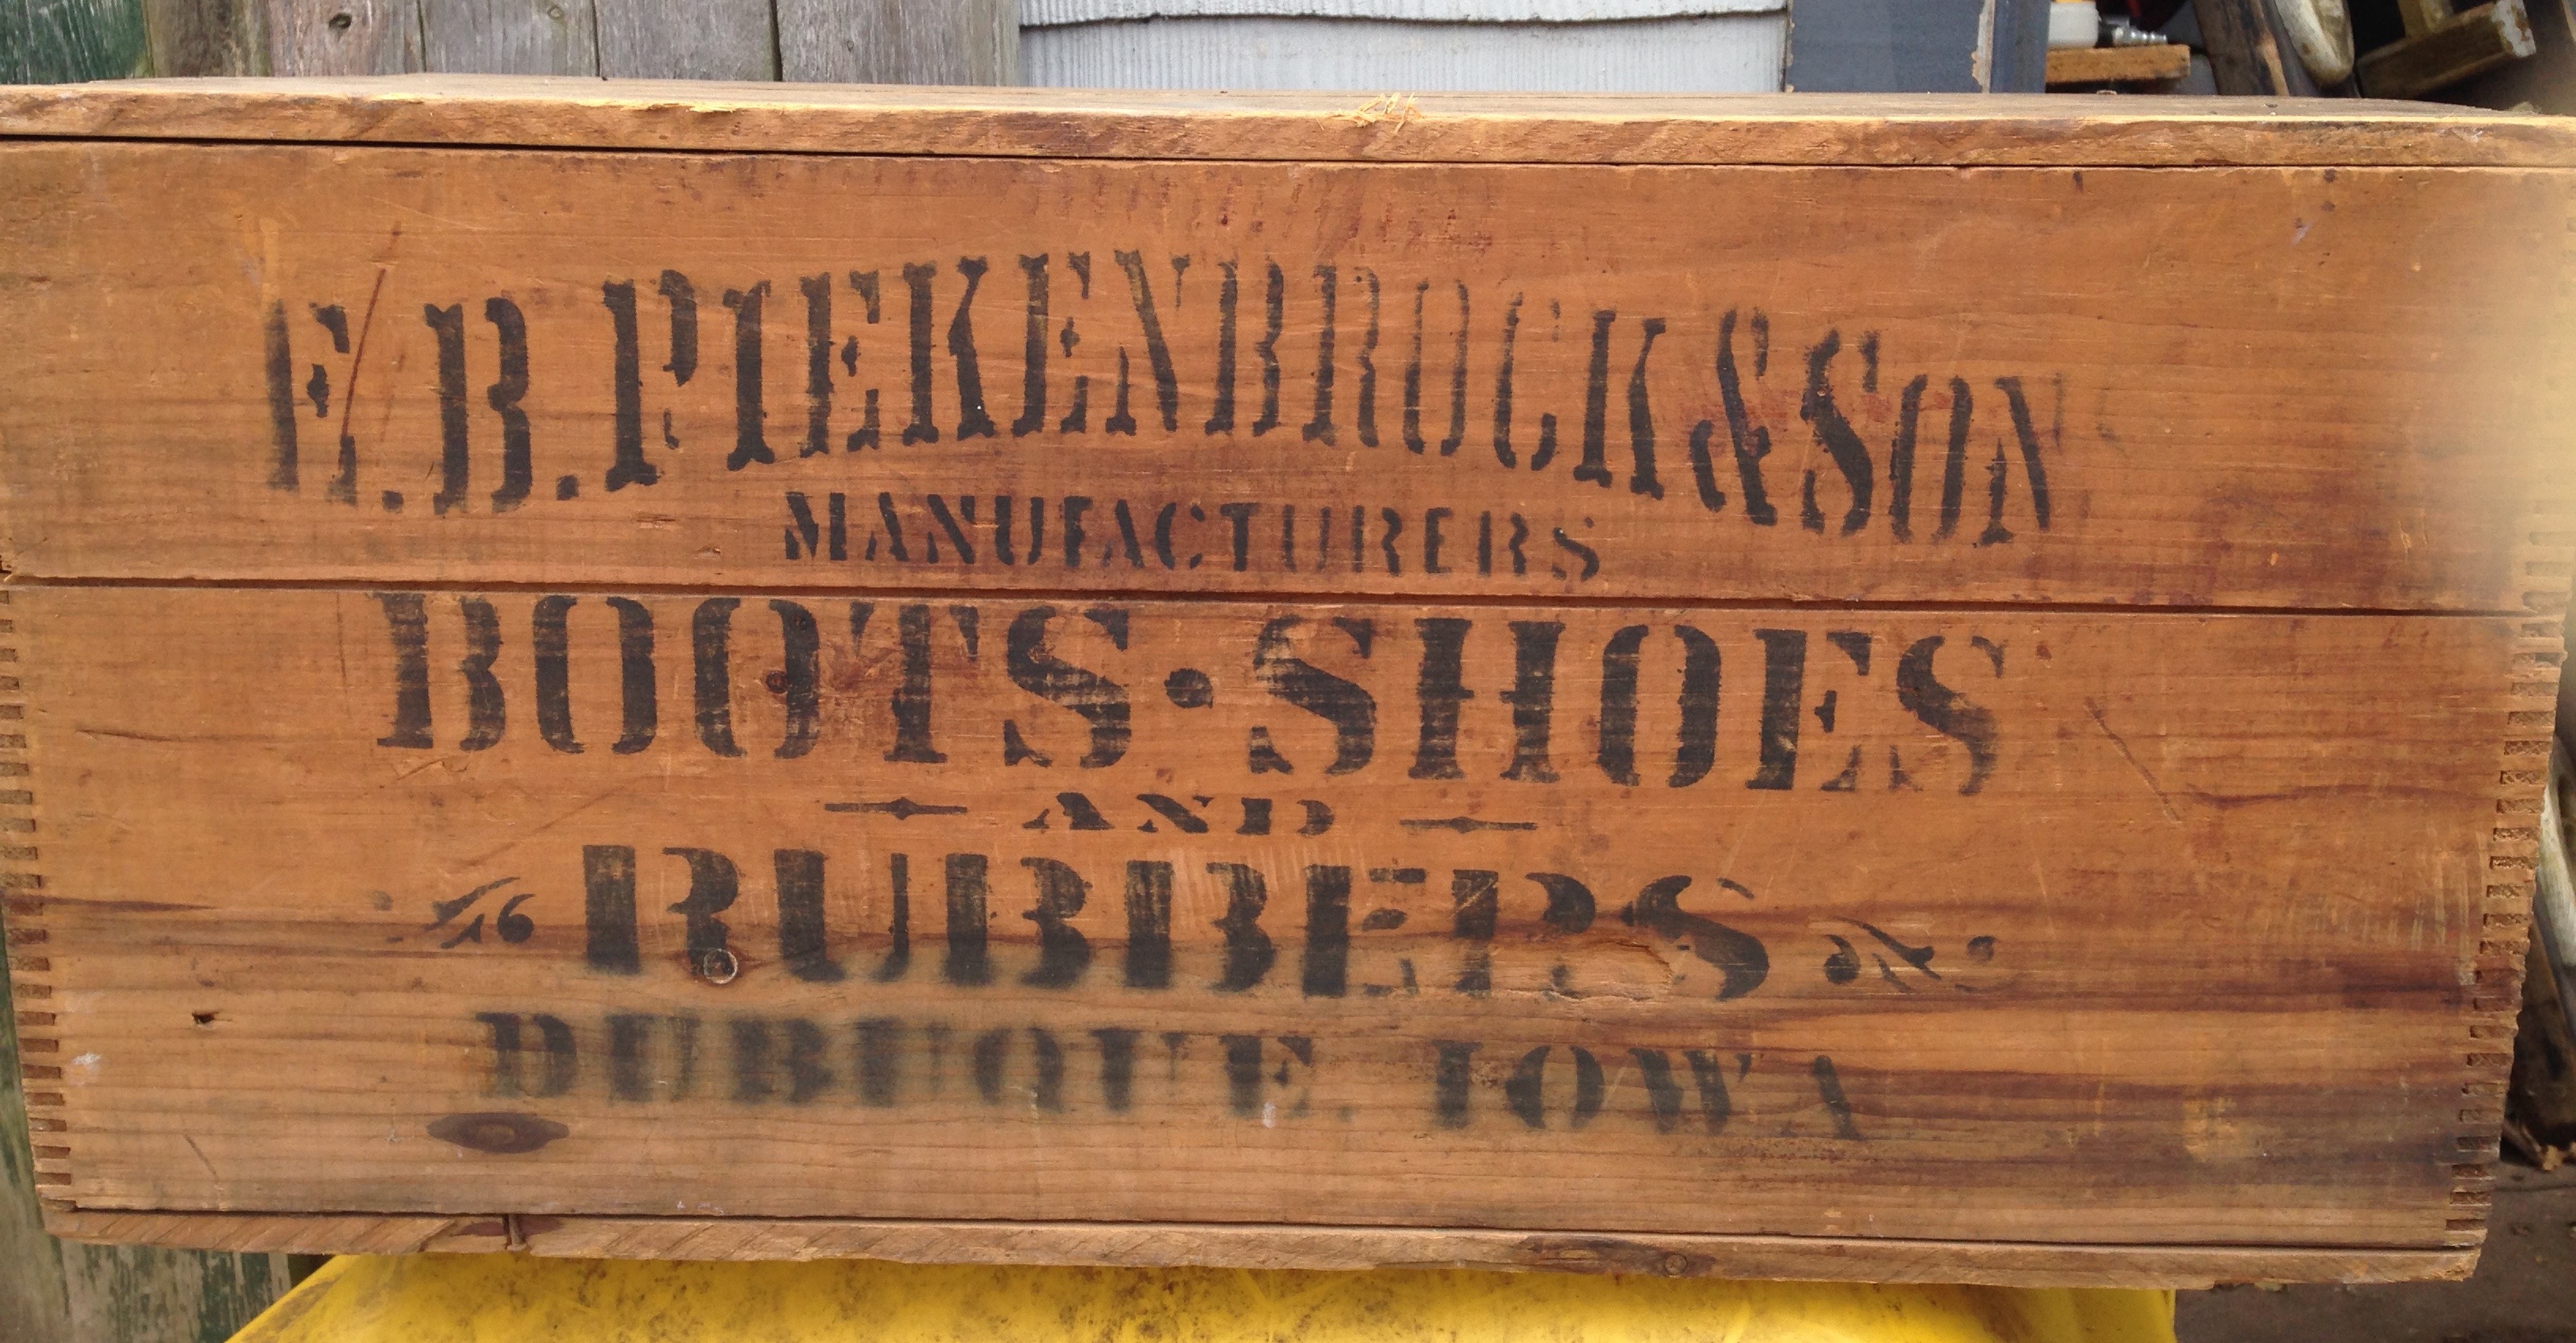 E.B. PIEKENBROCK & SON
MANUFACTURERS
BOOTS · SHOES
AND
RUBBERS
DUBUQUE. IOWA